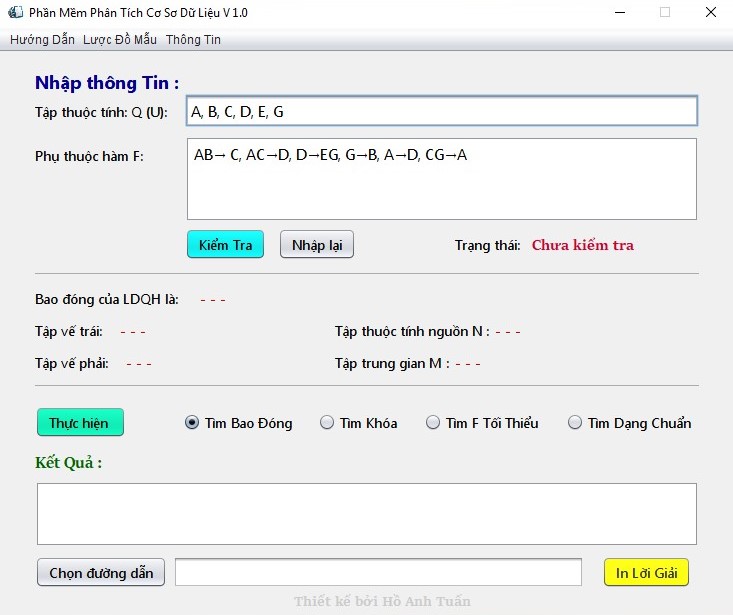 Phần Mềm Phân Tích Cơ Sơ Dữ Liệu V 1.0
Hướng Dẫn Lược Đồ Mẫu Thông Tin
Nhập thông Tin :
Tập thuộc tính: Q (U): A, B, C, D, E, G
Phụ thuộc hàm F: AB→ C, AC→D, D→EG, G→B, A→D, CG→A
Kiểm Tra Nhập lại Trạng thái: Chưa kiểm tra
Bao đóng của LDQH là: - - -
Tập vế trái: - - - Tập thuộc tính nguồn N : - - -
Tập vế phải: - - - Tập trung gian M : - - -
Thực hiện Tìm Bao Đóng Tìm Khóa Tìm F Tối Thiểu Tìm Dạng Chuẩn
Kết Quả :
Chọn đường dẫn In Lời Giải
Thiết kế bởi Hồ Anh Tuấn